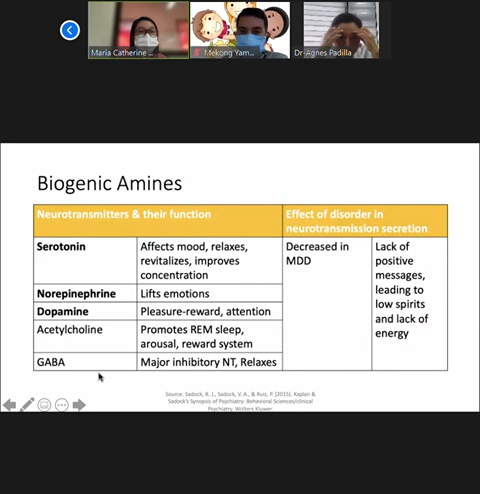 Maria Catherine ...
Mekong Yam...
Dr-Agnes Padilla
Biogenic Amines
Neurotransmitters & their function
Effect of disorder in
neurotransmission secretion
Serotonin
Affects mood, relaxes,
revitalizes, improves
concentration
Decreased in
MDD
Lack of
positive
messages,
leading to
low spirits
and lack of
energy
Norepinephrine
Lifts emotions
Dopamine
Pleasure-reward, attention
Acetylcholine
Promotes REM sleep,
arousal, reward system
GABA
Major inhibitory NT, Relaxes
Source: Sadock, B. J., Sadock, V. A., & Ruiz, P. (2015). Kaplan &
Sadock's Synopsis of Psychiatry: Behavioral Sciences/clinical
Psychiatry. Wolters Kluwer.